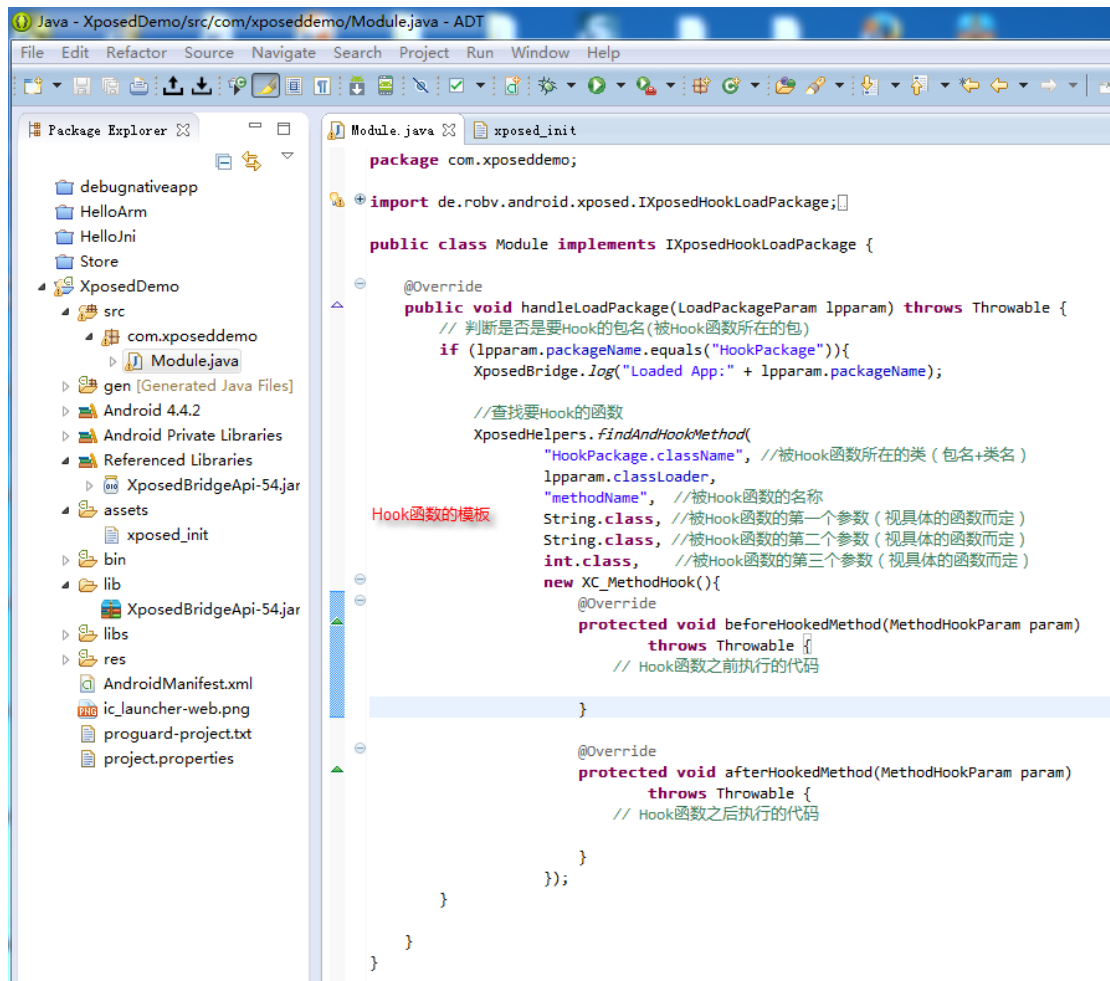 Java - XposedDemo/src/com/xposeddemo/Module.java - ADT
File Edit Refactor Source Navigate Search Project Run Window Help
Package Explorer
debugnativeapp
HelloArm
HelloJni
Store
XposedDemo
src
com.xposeddemo
Module.java
gen [Generated Java Files]
Android 4.4.2
Android Private Libraries
Referenced Libraries
XposedBridgeApi-54.jar
assets
xposed_init
bin
lib
XposedBridgeApi-54.jar
libs
res
AndroidManifest.xml
ic_launcher-web.png
proguard-project.txt
project.properties
Module.java xposed_init
package com.xposeddemo;
import de.robv.android.xposed.IXposedHookLoadPackage;
public class Module implements IXposedHookLoadPackage {
@Override
public void handleLoadPackage(LoadPackageParam lpparam) throws Throwable {
// 判断是否是要Hook的包名(被Hook函数所在的包)
if (lpparam.packageName.equals("HookPackage")){
XposedBridge.log("Loaded App:" + lpparam.packageName);
//查找要Hook的函数
XposedHelpers.findAndHookMethod(
"HookPackage.className", //被Hook函数所在的类（包名+类名）
lpparam.classLoader,
"methodName", //被Hook函数的名称
Hook函数的模板
String.class, //被Hook函数的第一个参数（视具体的函数而定）
String.class, //被Hook函数的第二个参数（视具体的函数而定）
int.class, //被Hook函数的第三个参数（视具体的函数而定）
new XC_MethodHook(){
@Override
protected void beforeHookedMethod(MethodHookParam param)
throws Throwable {
// Hook函数之前执行的代码
}
@Override
protected void afterHookedMethod(MethodHookParam param)
throws Throwable {
// Hook函数之后执行的代码
}
});
}
}
}